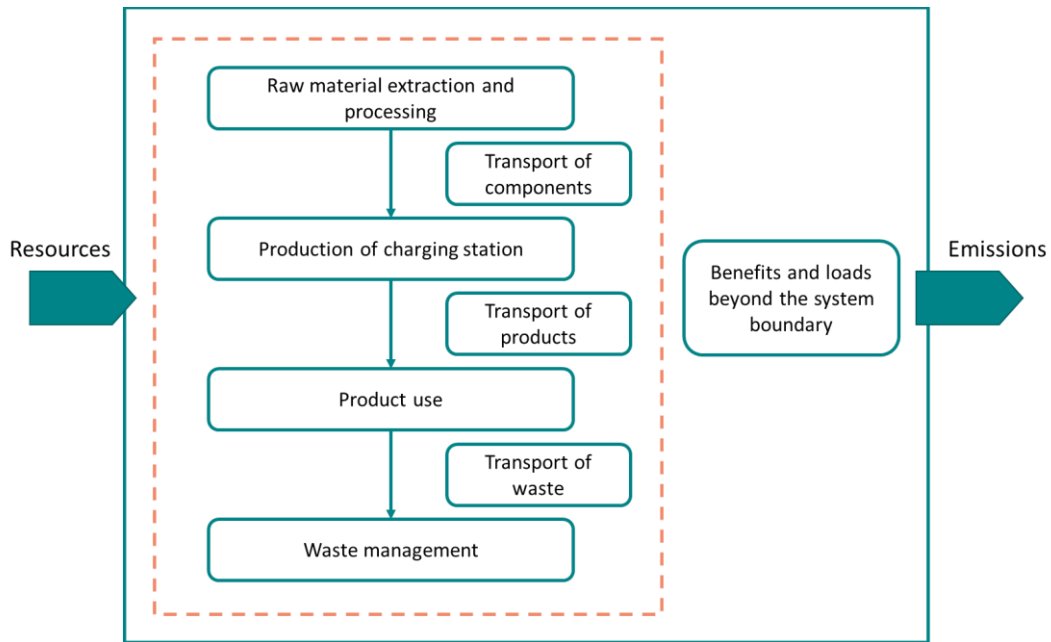 Raw material extraction and
processing
Transport of
components
Resources
Production of charging station
Emissions
Benefits and loads
beyond the system
boundary
Transport of
products
Product use
Transport of
waste
Waste management